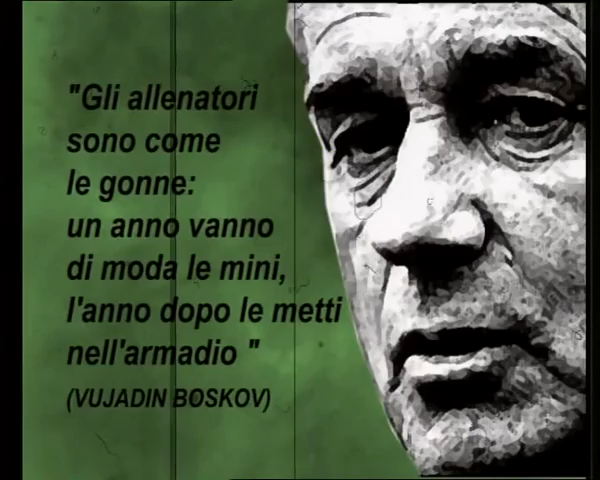 "Gli allenatori
sono come
le gonne:
un anno vanno
di moda le mini,
l'anno dopo le metti
nell'armadio "
(VUJADIN BOSKOV)